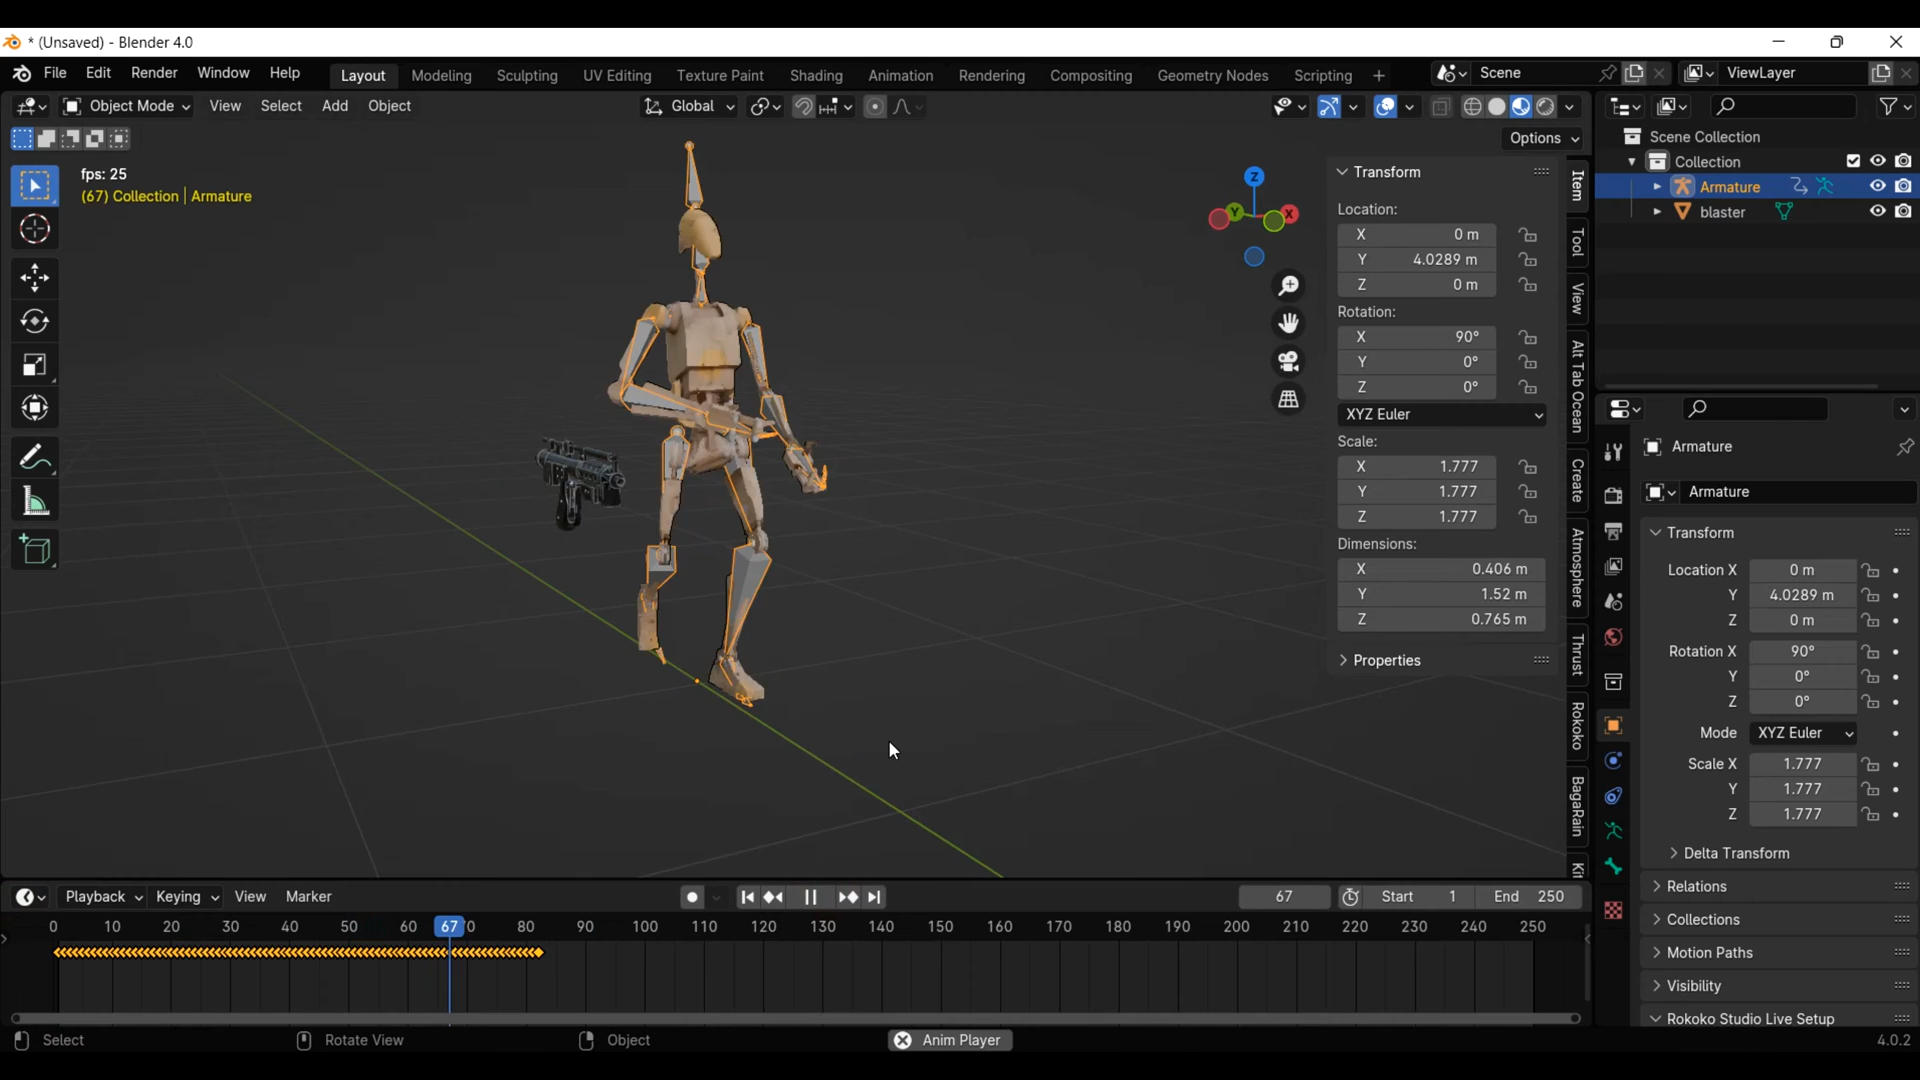 * (Unsaved) - Blender 4.0
File Edit Render Window Help Layout Modeling Sculpting UV Editing Texture Paint Shading Animation Rendering Compositing Geometry Nodes Scripting + Scene ViewLayer
Object Mode View Select Add Object Global
Options
fps: 25
(67) Collection | Armature
Z
Y
X
Transform
Location:
X 0 m
Y 4.0289 m
Z 0 m
Rotation:
X 90°
Y 0°
Z 0°
XYZ Euler
Scale:
X 1.777
Y 1.777
Z 1.777
Dimensions:
X 0.406 m
Y 1.52 m
Z 0.765 m
Properties
Item
Tool
View
Alt Tab Ocean
Create
Atmosphere
Thrust
Rokoko
BagaRain
Kit
Scene Collection
Collection
Armature
blaster
Armature
Armature
Transform
Location X 0 m
Y 4.0289 m
Z 0 m
Rotation X 90°
Y 0°
Z 0°
Mode XYZ Euler
Scale X 1.777
Y 1.777
Z 1.777
Delta Transform
Relations
Collections
Motion Paths
Visibility
Rokoko Studio Live Setup
Playback Keying View Marker 67 Start 1 End 250
0 10 20 30 40 50 60 67 0 80 90 100 110 120 130 140 150 160 170 180 190 200 210 220 230 240 250
Select Rotate View Object Anim Player 4.0.2